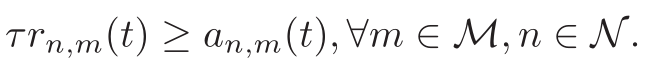 τr_{n,m}(t) ≥ a_{n,m}(t), ∀m ∈ ℳ, n ∈ 𝒩.